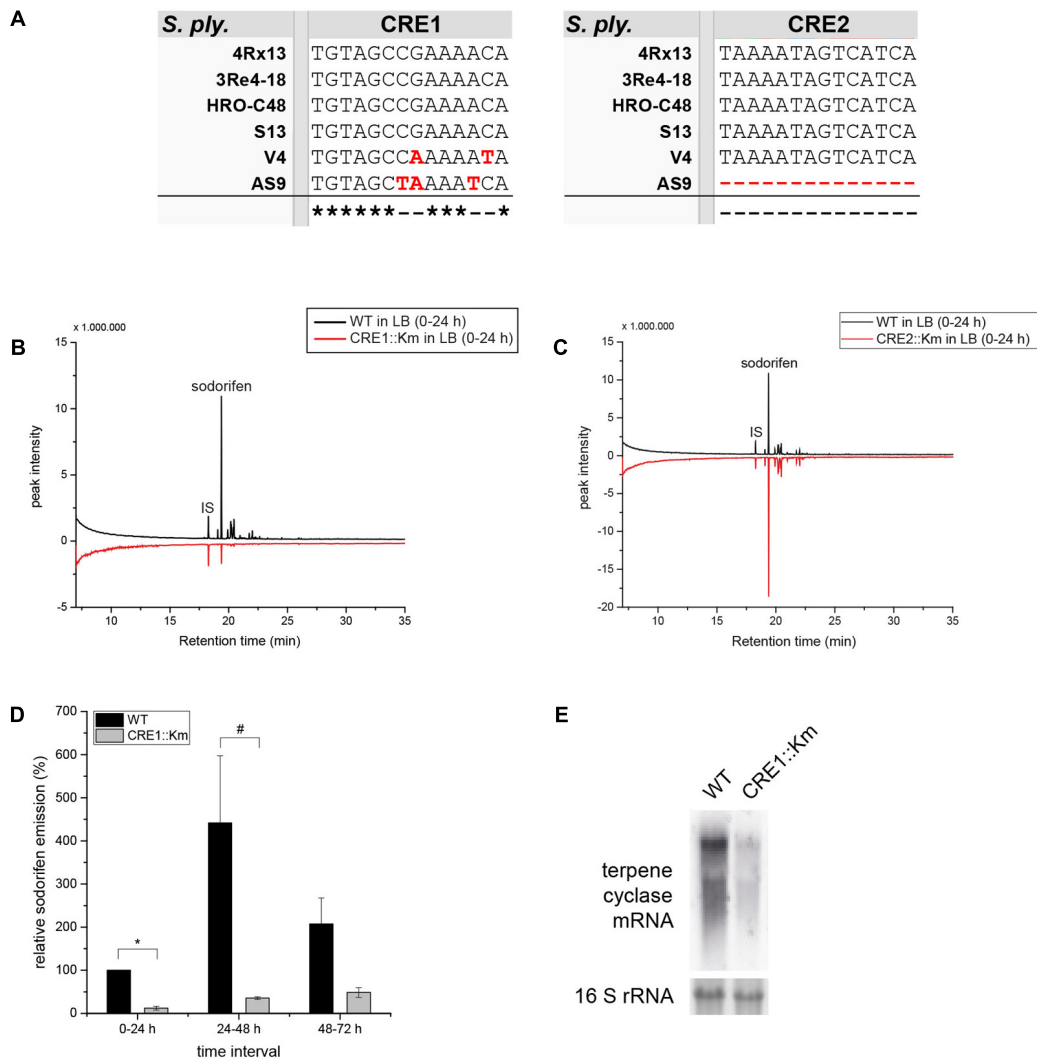 A
S. ply. CRE1
4Rx13 TGTAGCCGAAAACA
3Re4-18 TGTAGCCGAAAACA
HRO-C48 TGTAGCCGAAAACA
S13 TGTAGCCGAAAACA
V4 TGTAGCCAAAAATA
AS9 TGTAGCTAAAATCA
******--***--*
S. ply. CRE2
4Rx13 TAAAATAGTCATCA
3Re4-18 TAAAATAGTCATCA
HRO-C48 TAAAATAGTCATCA
S13 TAAAATAGTCATCA
V4 TAAAATAGTCATCA
AS9 --------------
--------------
B
x 1.000.000
WT in LB (0-24 h)
CRE1::Km in LB (0-24 h)
15
10
5
0
-5
peak intensity
sodorifen
IS
10 15 20 25 30 35
Retention time (min)
C
x 1.000.000
WT in LB (0-24 h)
CRE2::Km in LB (0-24 h)
15
10
5
0
-5
-10
-15
-20
peak intensity
sodorifen
IS
10 15 20 25 30 35
Retention time (min)
D
WT
CRE1::Km
700
600
500
450
400
350
300
250
200
150
100
50
0
relative sodorifen emission (%)
*
#
0-24 h 24-48 h 48-72 h
time interval
E
WT CRE1::Km
terpene
cyclase
mRNA
16 S rRNA